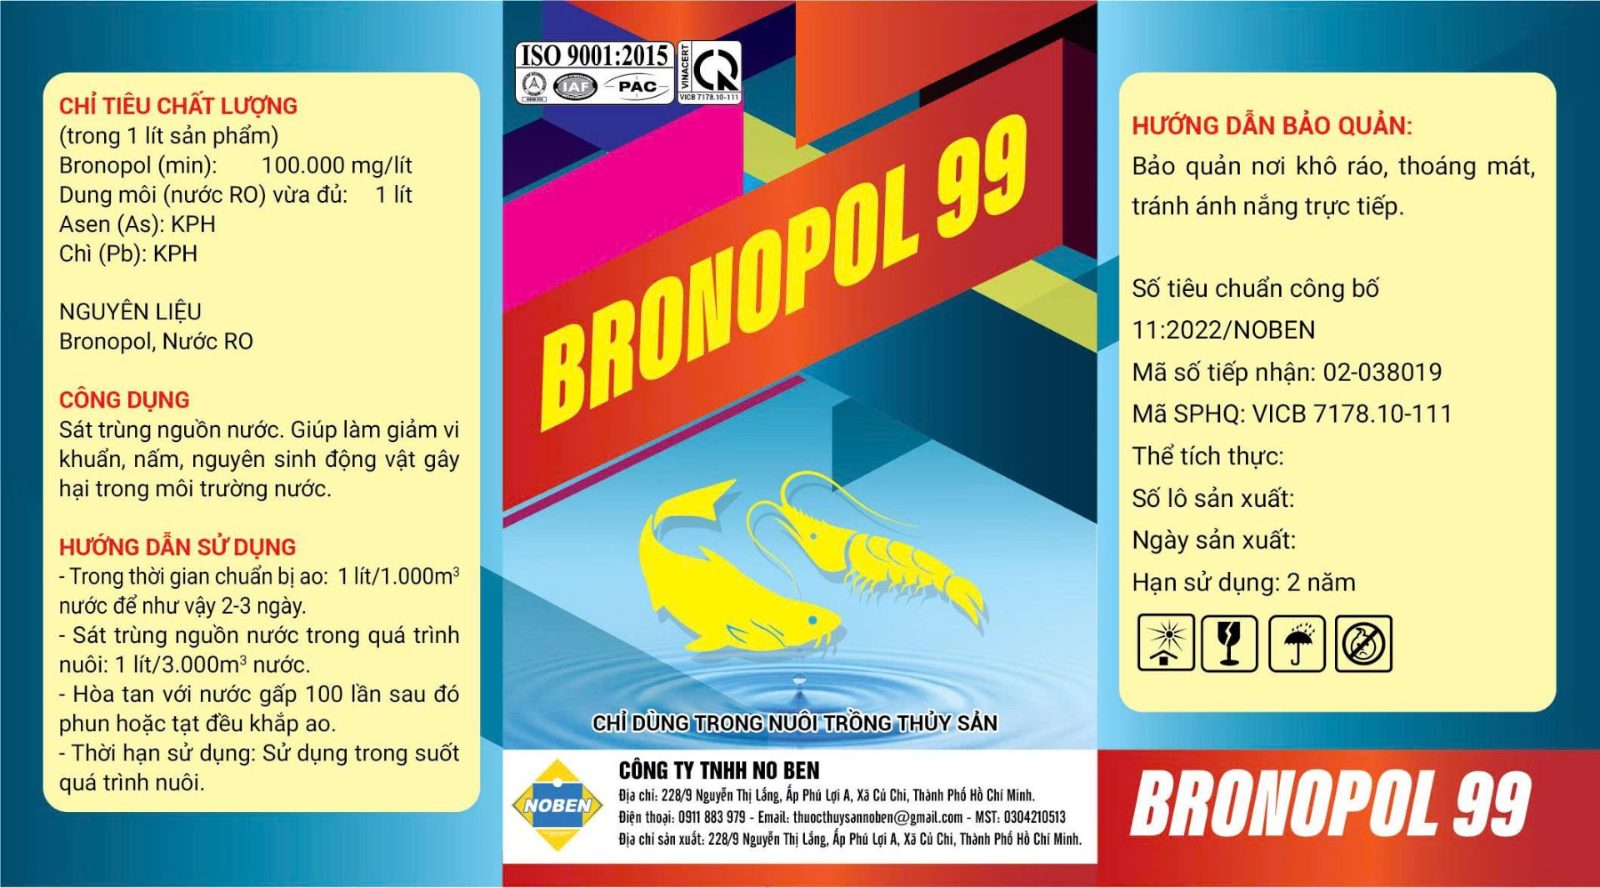 CHỈ TIÊU CHẤT LƯỢNG
(trong 1 lít sản phẩm)
Bronopol (min): 100.000 mg/lít
Dung môi (nước RO) vừa đủ: 1 lít
Asen (As): KPH
Chì (Pb): KPH
NGUYÊN LIỆU
Bronopol, Nước RO
CÔNG DỤNG
Sát trùng nguồn nước. Giúp làm giảm vi
khuẩn, nấm, nguyên sinh động vật gây
hại trong môi trường nước.
HƯỚNG DẪN SỬ DỤNG
- Trong thời gian chuẩn bị ao: 1 lít/1.000m³
nước để như vậy 2-3 ngày.
- Sát trùng nguồn nước trong quá trình
nuôi: 1 lít/3.000m³ nước.
- Hòa tan với nước gấp 100 lần sau đó
phun hoặc tạt đều khắp ao.
- Thời hạn sử dụng: Sử dụng trong suốt
quá trình nuôi.
ISO 9001:2015
IAF
PAC
VINACERT
VICB 7178.10-111
BRONOPOL 99
CHỈ DÙNG TRONG NUÔI TRỒNG THỦY SẢN
NOBEN
CÔNG TY TNHH NO BEN
Địa chỉ: 228/9 Nguyễn Thị Lắng, Ấp Phú Lợi A, Xã Củ Chi, Thành Phố Hồ Chí Minh.
Điện thoại: 0911 883 979 - Email: thuocthuysannoben@gmail.com - MST: 0304210513
Địa chỉ sản xuất: 228/9 Nguyễn Thị Lắng, Ấp Phú Lợi A, Xã Củ Chi, Thành Phố Hồ Chí Minh.
HƯỚNG DẪN BẢO QUẢN:
Bảo quản nơi khô ráo, thoáng mát,
tránh ánh nắng trực tiếp.
Số tiêu chuẩn công bố
11:2022/NOBEN
Mã số tiếp nhận: 02-038019
Mã SPHQ: VICB 7178.10-111
Thể tích thực:
Số lô sản xuất:
Ngày sản xuất:
Hạn sử dụng: 2 năm
BRONOPOL 99